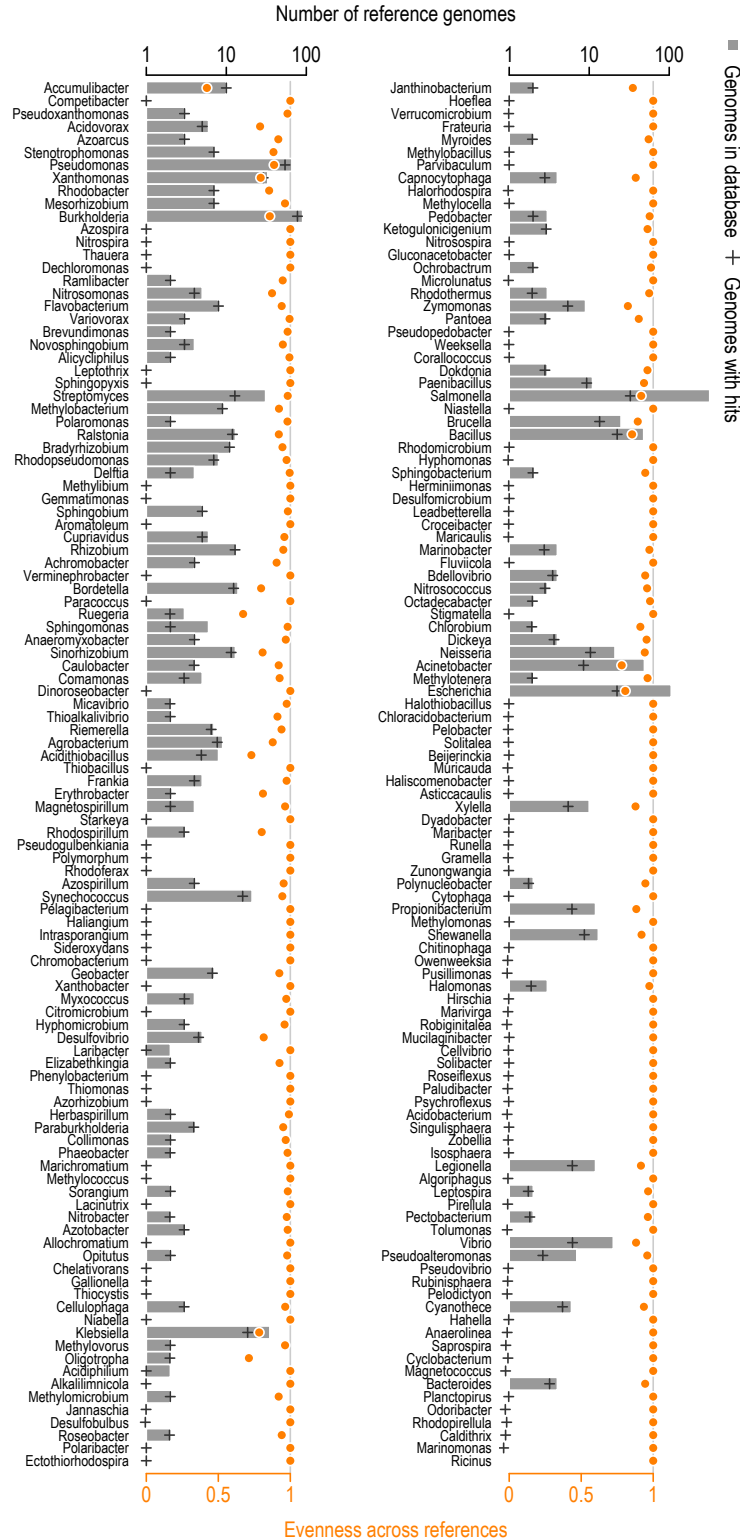 Number of reference genomes
1 10 100
1 10 100
Genomes in database + Genomes with hits
Accumulibacter
Competibacter
Pseudoxanthomonas
Acidovorax
Azoarcus
Stenotrophomonas
Pseudomonas
Xanthomonas
Rhodobacter
Mesorhizobium
Burkholderia
Azospira
Nitrospira
Thauera
Dechloromonas
Ramlibacter
Nitrosomonas
Flavobacterium
Variovorax
Brevundimonas
Novosphingobium
Alicycliphilus
Leptothrix
Sphingopyxis
Streptomyces
Methylobacterium
Polaromonas
Ralstonia
Bradyrhizobium
Rhodopseudomonas
Delftia
Methylibium
Gemmatimonas
Sphingobium
Aromatoleum
Cupriavidus
Rhizobium
Achromobacter
Verminephrobacter
Bordetella
Paracoccus
Ruegeria
Sphingomonas
Anaeromyxobacter
Sinorhizobium
Caulobacter
Comamonas
Dinoroseobacter
Micavibrio
Thioalkalivibrio
Riemerella
Agrobacterium
Acidithiobacillus
Thiobacillus
Frankia
Erythrobacter
Magnetospirillum
Starkeya
Rhodospirillum
Pseudogulbenkiania
Polymorphum
Rhodoferax
Azospirillum
Synechococcus
Pelagibacterium
Haliangium
Intrasporangium
Sideroxydans
Chromobacterium
Geobacter
Xanthobacter
Myxococcus
Citromicrobium
Hyphomicrobium
Desulfovibrio
Laribacter
Elizabethkingia
Phenylobacterium
Thiomonas
Azorhizobium
Herbaspirillum
Paraburkholderia
Collimonas
Phaeobacter
Marichromatium
Methylococcus
Sorangium
Lacinutrix
Nitrobacter
Azotobacter
Allochromatium
Opitutus
Chelativorans
Gallionella
Thiocystis
Cellulophaga
Niabella
Klebsiella
Methylovorus
Oligotropha
Acidiphilium
Alkalilimnicola
Methylomicrobium
Jannaschia
Desulfobulbus
Roseobacter
Polaribacter
Ectothiorhodospira
Janthinobacterium
Hoeflea
Verrucomicrobium
Frateuria
Myroides
Methylobacillus
Parvibaculum
Capnocytophaga
Halorhodospira
Methylocella
Pedobacter
Ketogulonicigenium
Nitrosospira
Gluconacetobacter
Ochrobactrum
Microlunatus
Rhodothermus
Zymomonas
Pantoea
Pseudopedobacter
Weeksella
Corallococcus
Dokdonia
Paenibacillus
Salmonella
Niastella
Brucella
Bacillus
Rhodomicrobium
Hyphomonas
Sphingobacterium
Herminiimonas
Desulfomicrobium
Leadbetterella
Croceibacter
Maricaulis
Marinobacter
Fluviicola
Bdellovibrio
Nitrosococcus
Octadecabacter
Stigmatella
Chlorobium
Dickeya
Neisseria
Acinetobacter
Methylotenera
Escherichia
Halothiobacillus
Chloracidobacterium
Pelobacter
Solitalea
Beijerinckia
Muricauda
Haliscomenobacter
Asticcacaulis
Xylella
Dyadobacter
Maribacter
Runella
Gramella
Zunongwangia
Polynucleobacter
Cytophaga
Propionibacterium
Methylomonas
Shewanella
Chitinophaga
Owenweeksia
Pusillimonas
Halomonas
Hirschia
Marivirga
Robiginitalea
Mucilaginibacter
Cellvibrio
Solibacter
Roseiflexus
Paludibacter
Psychroflexus
Acidobacterium
Singulisphaera
Zobellia
Isosphaera
Legionella
Algoriphagus
Leptospira
Pirellula
Pectobacterium
Tolumonas
Vibrio
Pseudoalteromonas
Pseudovibrio
Rubinisphaera
Pelodictyon
Cyanothece
Hahella
Anaerolinea
Saprospira
Cyclobacterium
Magnetococcus
Bacteroides
Planctopirus
Odoribacter
Rhodopirellula
Caldithrix
Marinomonas
Ricinus
0 0.5 1
0 0.5 1
Evenness across references